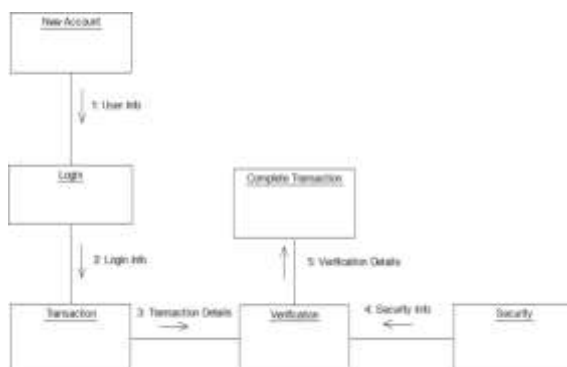 New Account
1: User Info
Login
Complete Transaction
2: Login Info
5: Verification Details
Transaction
3: Transaction Details
Verification
4: Security Info
Security